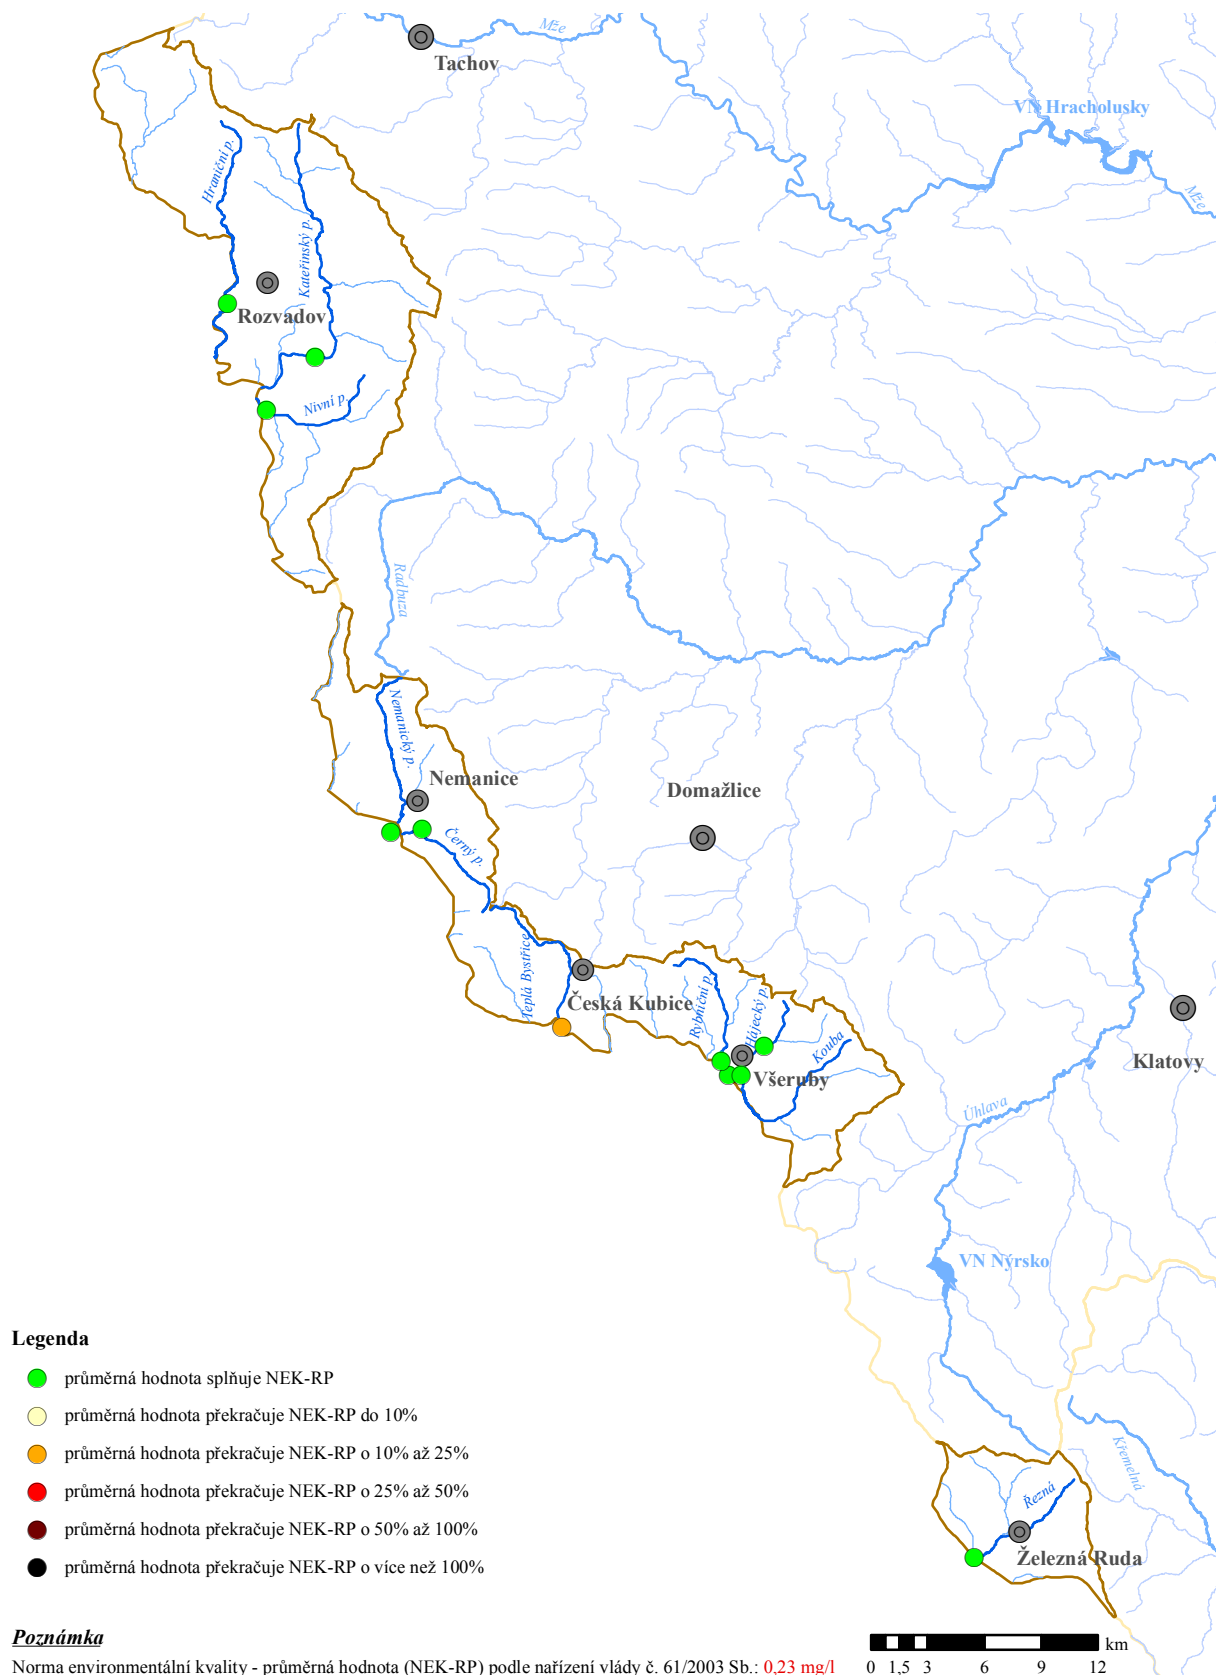 Mže
Tachov
VN Hracholusky
Mže
Hraniční p.
Kateřinský p.
Rozvadov
Nivní p.
Radbuza
Nemanický p.
Nemanice
Domažlice
Černý p.
Teplá Bystřice
Česká Kubice
Rybniční p.
Hájecký p.
Kouba
Všeruby
Klatovy
Úhlava
VN Nýrsko
Křemelná
Řezná
Železná Ruda
Legenda
průměrná hodnota splňuje NEK-RP
průměrná hodnota překračuje NEK-RP do 10%
průměrná hodnota překračuje NEK-RP o 10% až 25%
průměrná hodnota překračuje NEK-RP o 25% až 50%
průměrná hodnota překračuje NEK-RP o 50% až 100%
průměrná hodnota překračuje NEK-RP o více než 100%
Poznámka
Norma environmentální kvality - průměrná hodnota (NEK-RP) podle nařízení vlády č. 61/2003 Sb.: 0,23 mg/l
km
0 1,5 3 6 9 12